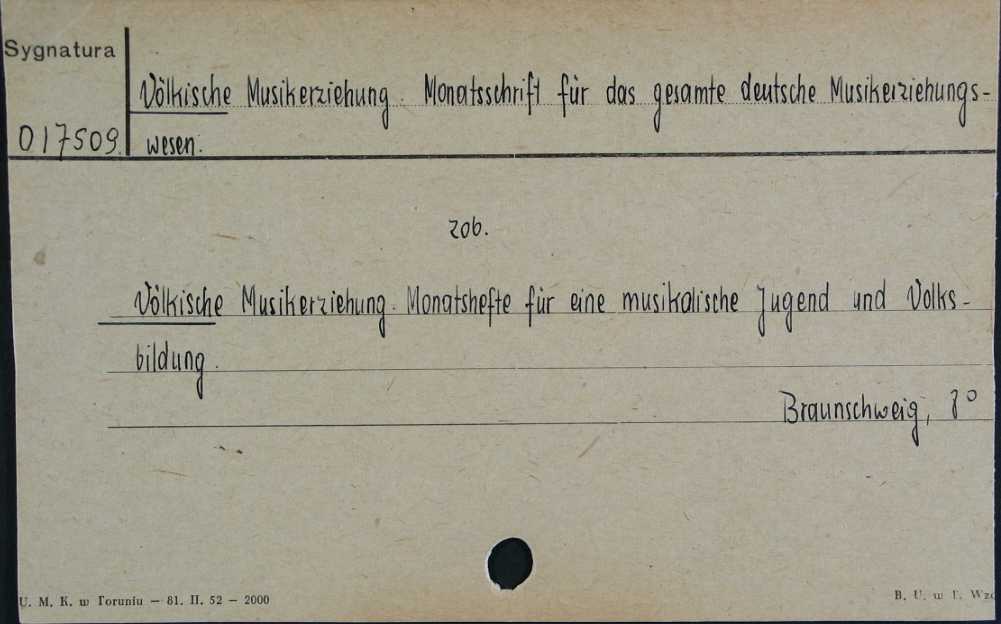 Sygnatura
Völkische Musikerziehung. Monatsschrift für das gesamte deutsche Musikerziehungs-
017509. wesen.
zob.
Völkische Musikerziehung. Monatshefte für eine musikalische Jugend und Volks-
bildung.
Braunschweig, 8°
U. M. K. w Toruniu — 81. II. 52 — 2000
B. U. w T. Wzó